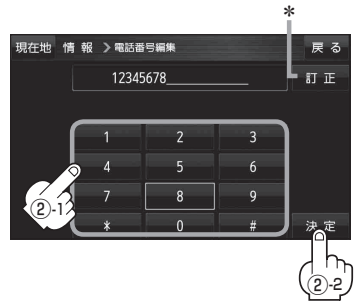 *
現在地 情 報 ❯ 電話番号編集 戻 る
12345678________ 訂 正
1 2 3
4 5 6
②-1 7 8 9
* 0 # 決 定
②-2